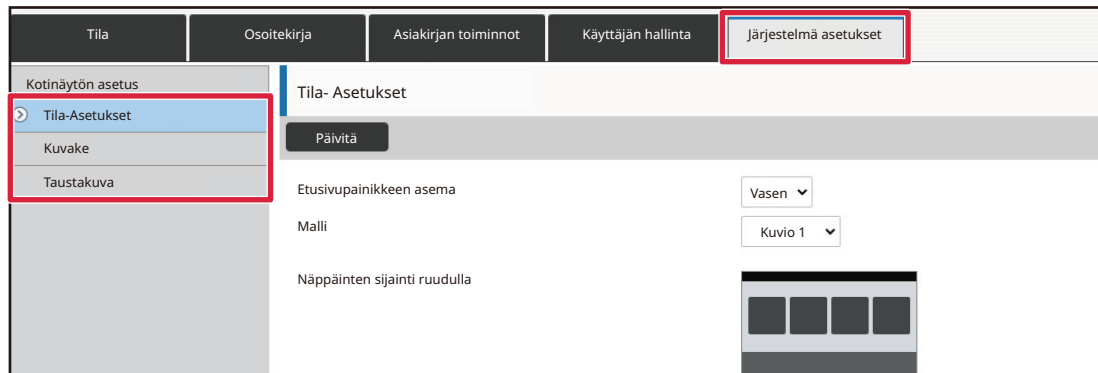 Tila
Osoitekirja
Asiakirjan toiminnot
Käyttäjän hallinta
Järjestelmä asetukset
Kotinäytön asetus
Tila-Asetukset
Kuvake
Taustakuva
Tila- Asetukset
Päivitä
Etusivupainikkeen asema
Vasen
Malli
Kuvio 1
Näppäinten sijainti ruudulla